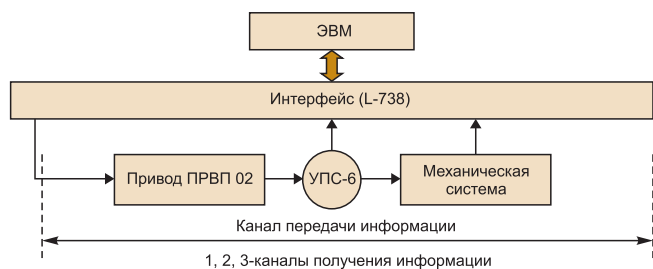 ЭВМ
Интерфейс (L-738)
Привод ПРВП 02
УПС-6
Механическая
система
Канал передачи информации
1, 2, 3-каналы получения информации